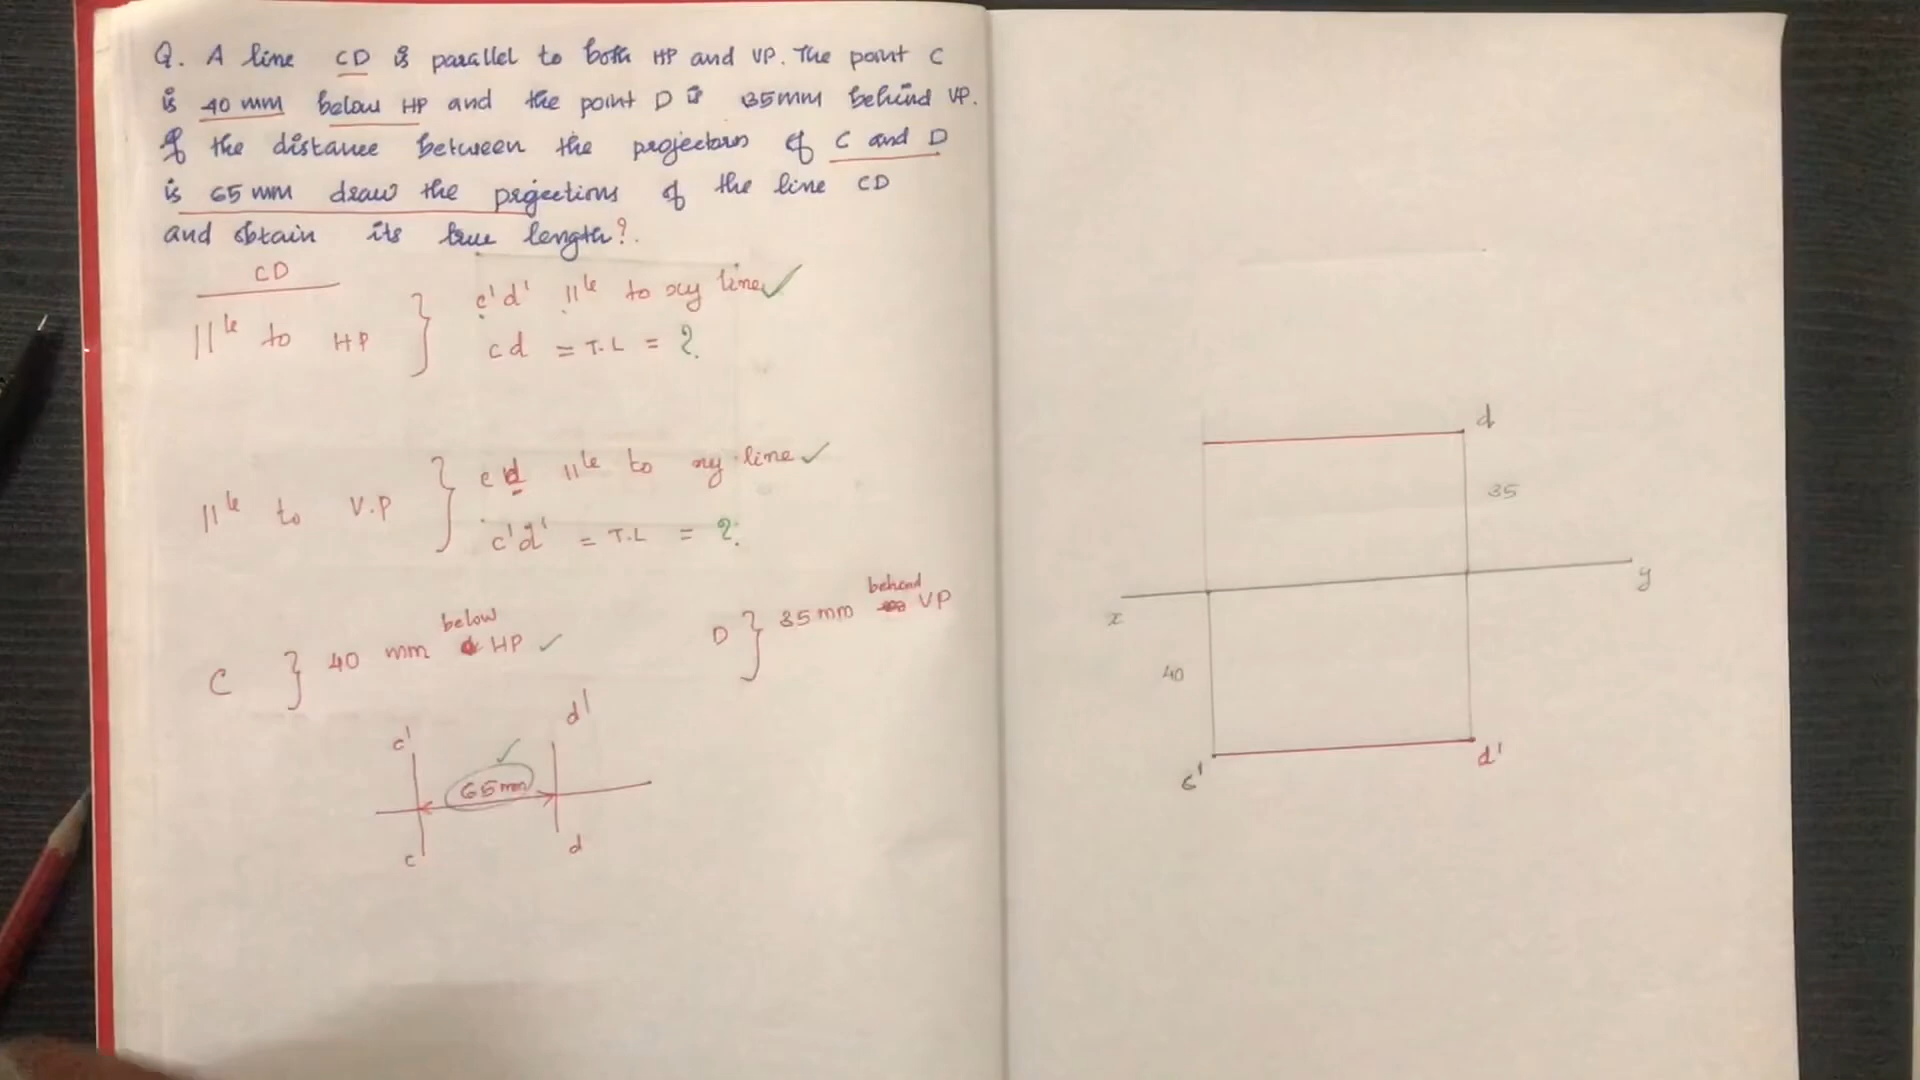 Q. A line CD is parallel to both HP and VP. The point C
is 40 mm below HP and the point D is 35mm behind VP.
If the distance between the projectors of C and D
is 65 mm draw the projections of the line CD
and obtain its true length?.
CD
||le to HP } c'd' ||le to xy line ✓
cd = T.L = ?
||le to V.P } cd ||le to xy line ✓
c'd' = T.L = ?
C } 40 mm below HP ✓
D } 35 mm behind VP
c' d'
65mm ✓
c d
d
35
x y
40
c' d'